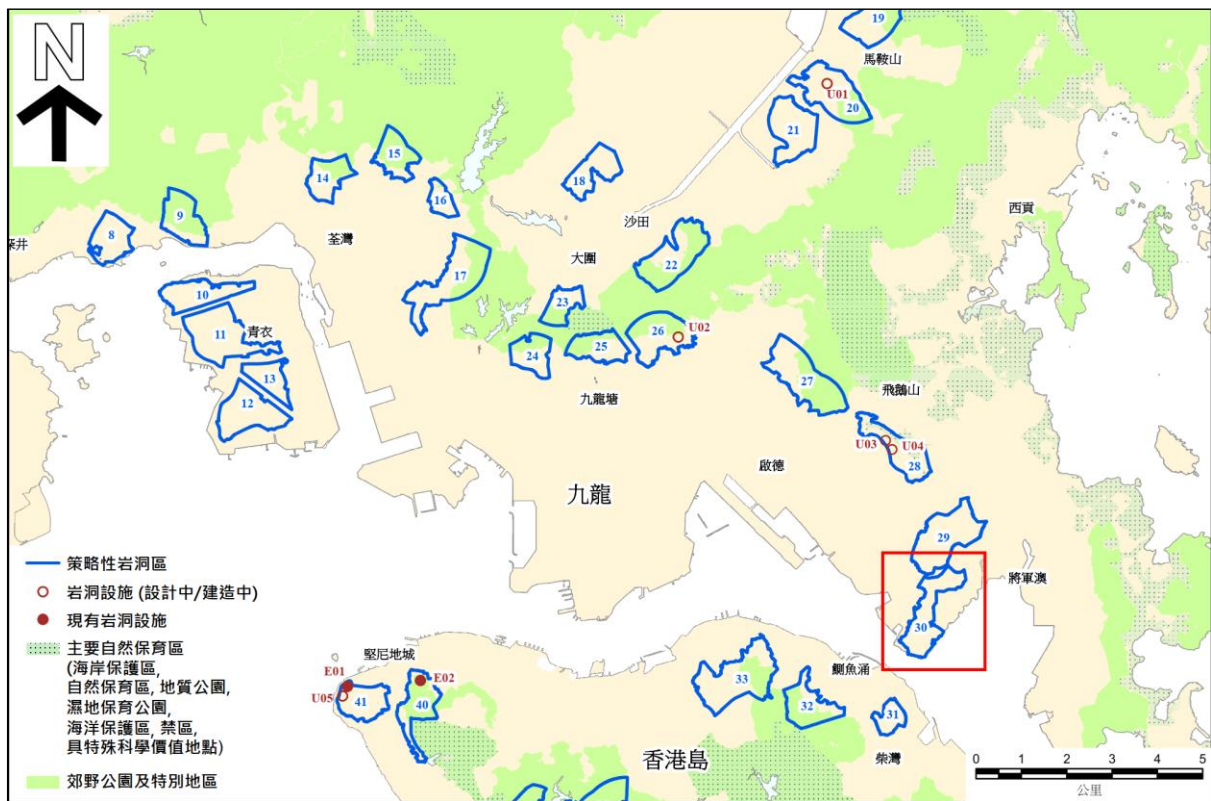 N
19
馬鞍山
U01
20
15
21
14
18
16
西貢
9
沙田
深井
8
荃灣
大圍
22
17
10
23
26
U02
青衣
11
25
24
13
27
九龍塘
12
飛鵝山
U03
U04
28
啟德
九龍
29
策略性岩洞區
岩洞設施 (設計中/建造中)
將軍澳
現有岩洞設施
30
主要自然保育區
(海岸保護區,
自然保育區, 地質公園,
濕地保育公園,
海洋保護區, 禁區,
具特殊科學價值地點)
郊野公園及特別地區
堅尼地城
E01
E02
U05
41
40
鰂魚涌
33
32
31
香港島
柴灣
0 1 2 3 4 5
公里